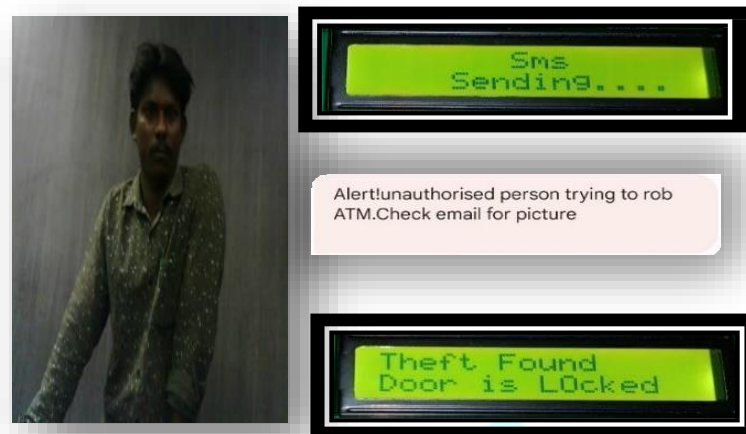 Sms
Sending....
Alert!unauthorised person trying to rob
ATM.Check email for picture
Theft Found
Door is LOcked